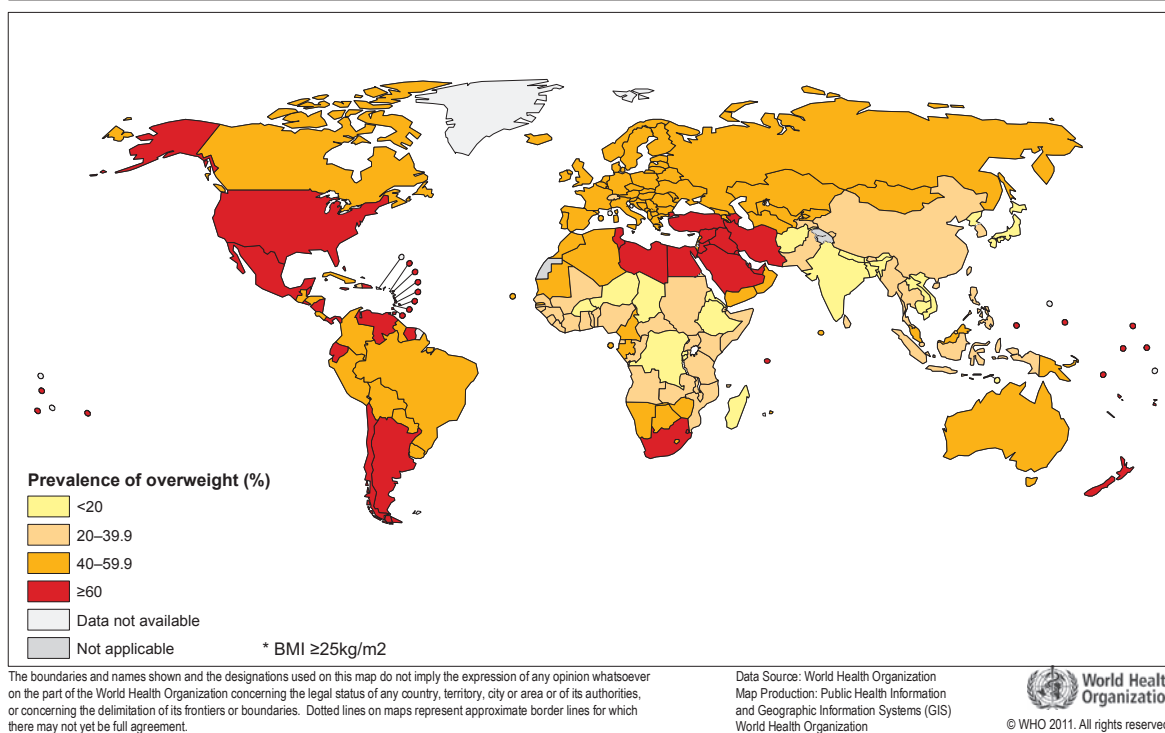 Prevalence of overweight (%)
<20
20–39.9
40–59.9
≥60
Data not available
Not applicable
* BMI ≥25kg/m2
The boundaries and names shown and the designations used on this map do not imply the expression of any opinion whatsoever
on the part of the World Health Organization concerning the legal status of any country, territory, city or area or of its authorities,
or concerning the delimitation of its frontiers or boundaries. Dotted lines on maps represent approximate border lines for which
there may not yet be full agreement.
Data Source: World Health Organization
Map Production: Public Health Information
and Geographic Information Systems (GIS)
World Health Organization
World Healt
Organizatio
© WHO 2011. All rights reserved